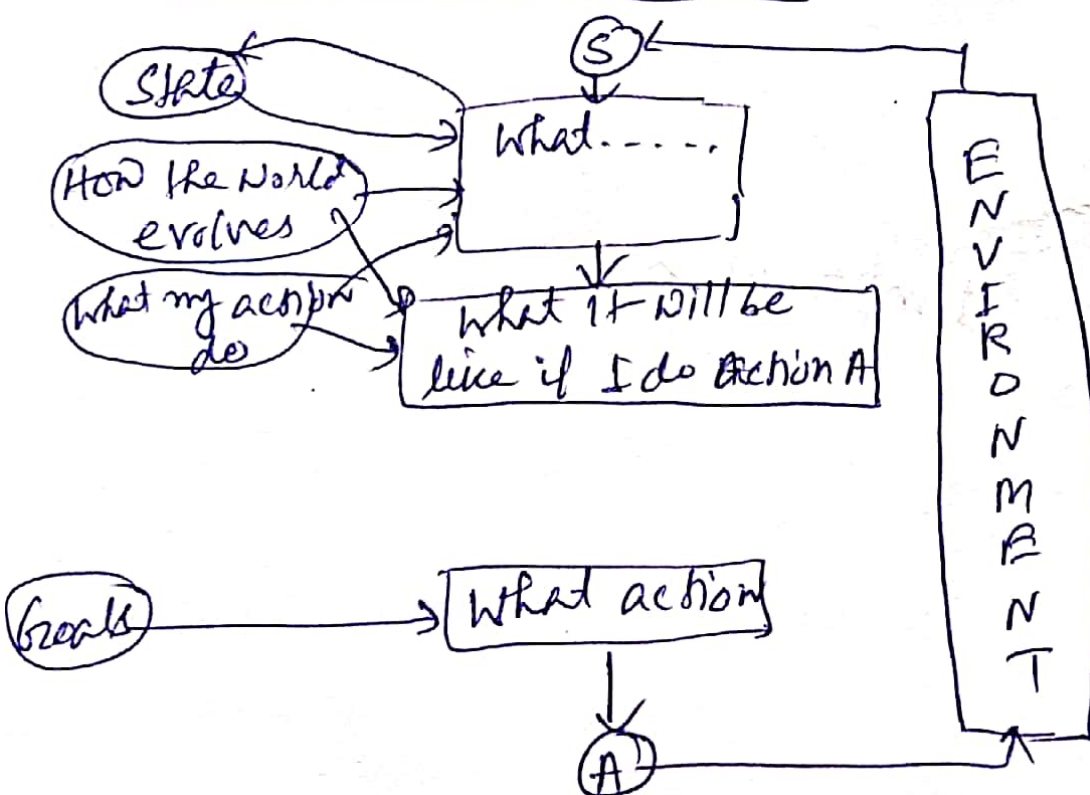 S
State
What......
How the world
evolves
What my action
do
What it will be
like if I do Action A
ENVIRONMENT
Goals
What action
A